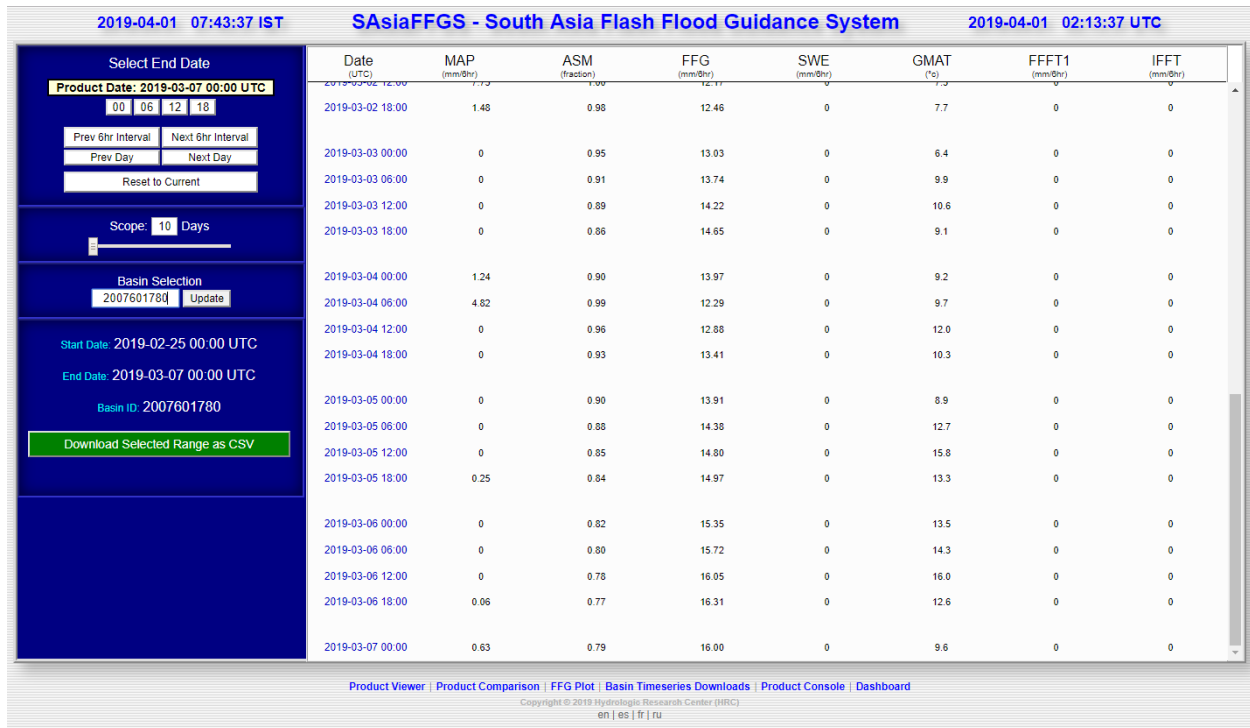 2019-04-01 07:43:37 IST SAsiaFFGS - South Asia Flash Flood Guidance System 2019-04-01 02:13:37 UTC
Select End Date
Product Date: 2019-03-07 00:00 UTC
00 06 12 18
Prev 6hr Interval Next 6hr Interval
Prev Day Next Day
Reset to Current
Scope: 10 Days
Basin Selection
2007601780 Update
Start Date: 2019-02-25 00:00 UTC
End Date: 2019-03-07 00:00 UTC
Basin ID: 2007601780
Download Selected Range as CSV
Date MAP ASM FFG SWE GMAT FFFT1 IFFT
(UTC) (mm/6hr) (fraction) (mm/6hr) (mm/6hr) (°c) (mm/6hr) (mm/6hr)
2019-03-02 18:00 1.48 0.98 12.46 0 7.7 0 0
2019-03-03 00:00 0 0.95 13.03 0 6.4 0 0
2019-03-03 06:00 0 0.91 13.74 0 9.9 0 0
2019-03-03 12:00 0 0.89 14.22 0 10.6 0 0
2019-03-03 18:00 0 0.86 14.65 0 9.1 0 0
2019-03-04 00:00 1.24 0.90 13.97 0 9.2 0 0
2019-03-04 06:00 4.82 0.99 12.29 0 9.7 0 0
2019-03-04 12:00 0 0.96 12.88 0 12.0 0 0
2019-03-04 18:00 0 0.93 13.41 0 10.3 0 0
2019-03-05 00:00 0 0.90 13.91 0 8.9 0 0
2019-03-05 06:00 0 0.88 14.38 0 12.7 0 0
2019-03-05 12:00 0 0.85 14.80 0 15.8 0 0
2019-03-05 18:00 0.25 0.84 14.97 0 13.3 0 0
2019-03-06 00:00 0 0.82 15.35 0 13.5 0 0
2019-03-06 06:00 0 0.80 15.72 0 14.3 0 0
2019-03-06 12:00 0 0.78 16.05 0 16.0 0 0
2019-03-06 18:00 0.06 0.77 16.31 0 12.6 0 0
2019-03-07 00:00 0.63 0.79 16.00 0 9.6 0 0
Product Viewer | Product Comparison | FFG Plot | Basin Timeseries Downloads | Product Console | Dashboard
Copyright © 2019 Hydrologic Research Center (HRC)
en | es | fr | ru